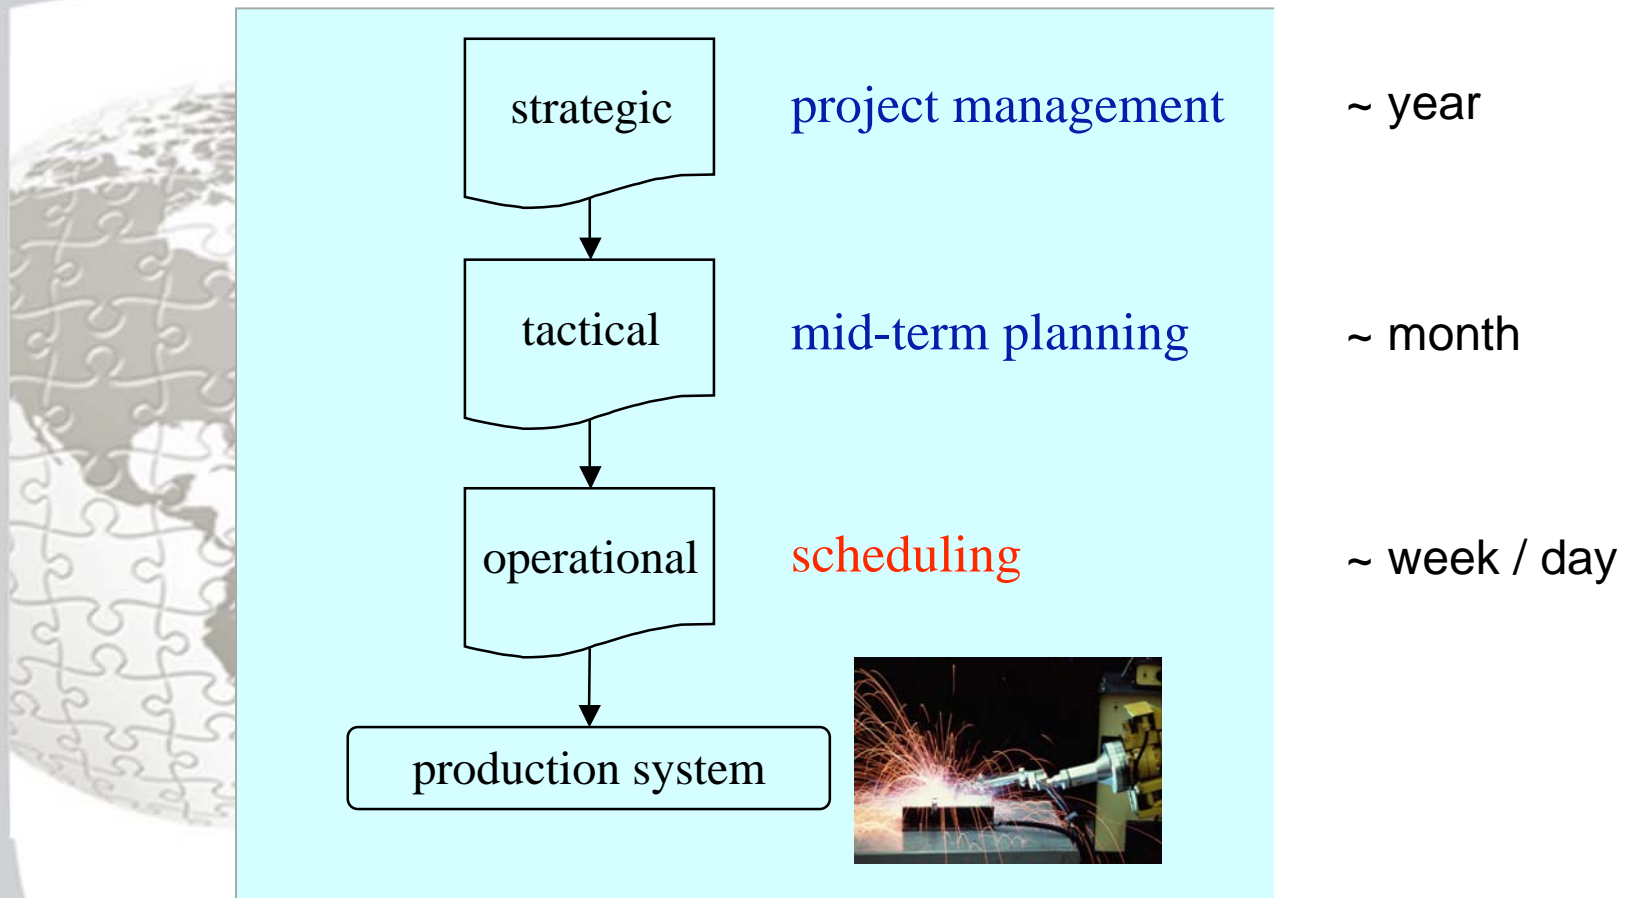 strategic project management ~ year
tactical mid-term planning ~ month
operational scheduling ~ week / day
production system